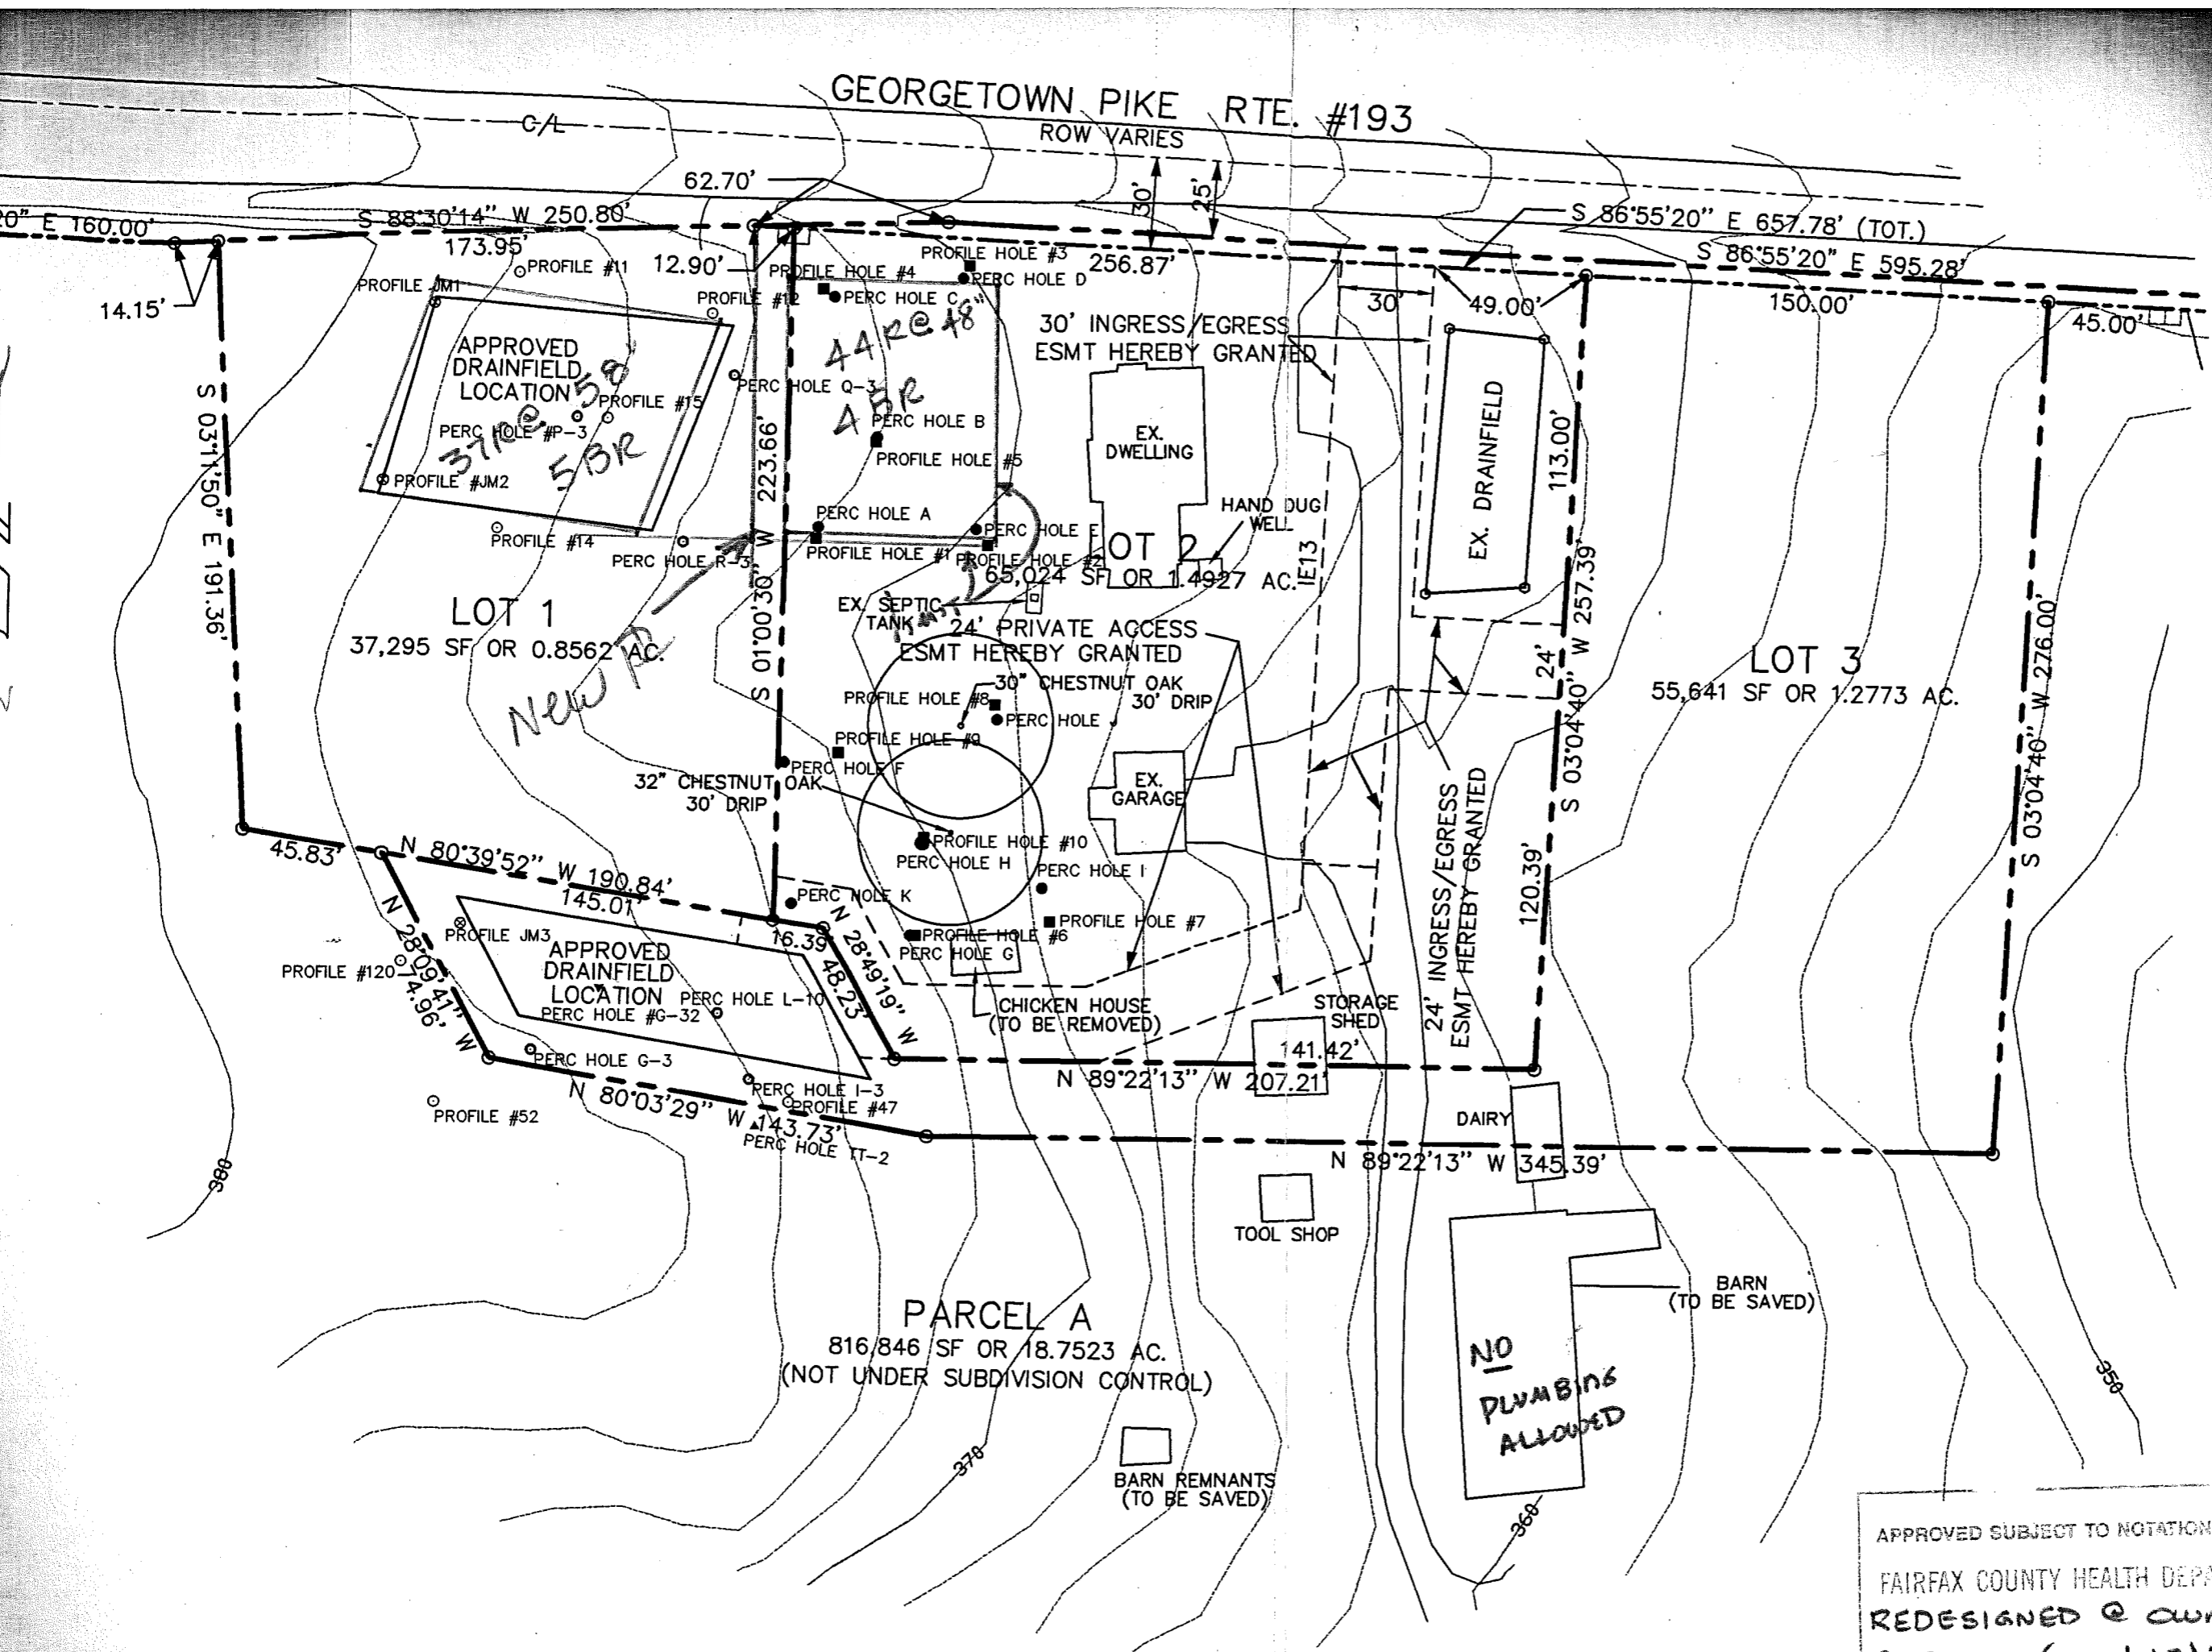 GEORGETOWN PIKE RTE. #193
ROW VARIES
C/L
62.70'
30'
25'
20" E 160.00'
S 88°30'14" W 250.80'
173.95'
12.90'
14.15'
S 86°55'20" E 657.78' (TOT.)
S 86°55'20" E 595.28'
256.87'
30'
49.00'
150.00'
45.00'
PROFILE HOLE #3
PERC HOLE D
PROFILE HOLE #4
PERC HOLE C
PROFILE #11
PROFILE JM1
PROFILE #12
44R@48"
4 BR
30' INGRESS/EGRESS
ESMT HEREBY GRANTED
APPROVED
DRAINFIELD
LOCATION
PROFILE #15
PERC HOLE #P-3
37R@58
5BR
PROFILE #JM2
PROFILE #14
PERC HOLE Q-3
PERC HOLE R-3
PERC HOLE B
PROFILE HOLE #5
PERC HOLE A
PROFILE HOLE #1
PERC HOLE E
PROFILE HOLE #2
EX.
DWELLING
HAND DUG
WELL
EX. DRAINFIELD
113.00'
S 03°11'50" E 191.36'
S 01°00'30" W 223.66'
IE13
LOT 2
65,024 SF OR 1.4927 AC.
EX. SEPTIC
TANK
24' PRIVATE ACCESS
ESMT HEREBY GRANTED
LOT 1
37,295 SF OR 0.8562 AC.
New
LOT 3
55,641 SF OR 1.2773 AC.
24'
S 03°04'40" W 257.39'
S 03°04'40" W 276.00'
30" CHESTNUT OAK
30' DRIP
PROFILE HOLE #8
PERC HOLE J
PROFILE HOLE #9
PERC HOLE F
32" CHESTNUT OAK
30' DRIP
EX.
GARAGE
PROFILE HOLE #10
PERC HOLE H
PERC HOLE I
PERC HOLE K
PROFILE HOLE #7
PROFILE HOLE #6
PERC HOLE G
24' INGRESS/EGRESS
ESMT HEREBY GRANTED
120.39'
45.83'
N 80°39'52" W 190.84'
145.01'
16.39'
N 28°49'19" W
48.23'
N 28°09'41" W
74.96'
PROFILE JM3
PROFILE #120
APPROVED
DRAINFIELD
LOCATION
PERC HOLE L-10
PERC HOLE #G-32
PERC HOLE G-3
PERC HOLE I-3
PROFILE #47
PROFILE #52
N 80°03'29" W 143.73'
PERC HOLE TT-2
CHICKEN HOUSE
(TO BE REMOVED)
STORAGE
SHED
141.42'
N 89°22'13" W 207.21'
DAIRY
N 89°22'13" W 345.39'
380
TOOL SHOP
BARN
(TO BE SAVED)
PARCEL A
816,846 SF OR 18.7523 AC.
(NOT UNDER SUBDIVISION CONTROL)
NO
PLUMBING
ALLOWED
350
370
BARN REMNANTS
(TO BE SAVED)
360
APPROVED SUBJECT TO NOTATION
FAIRFAX COUNTY HEALTH DEPA
REDESIGNED @